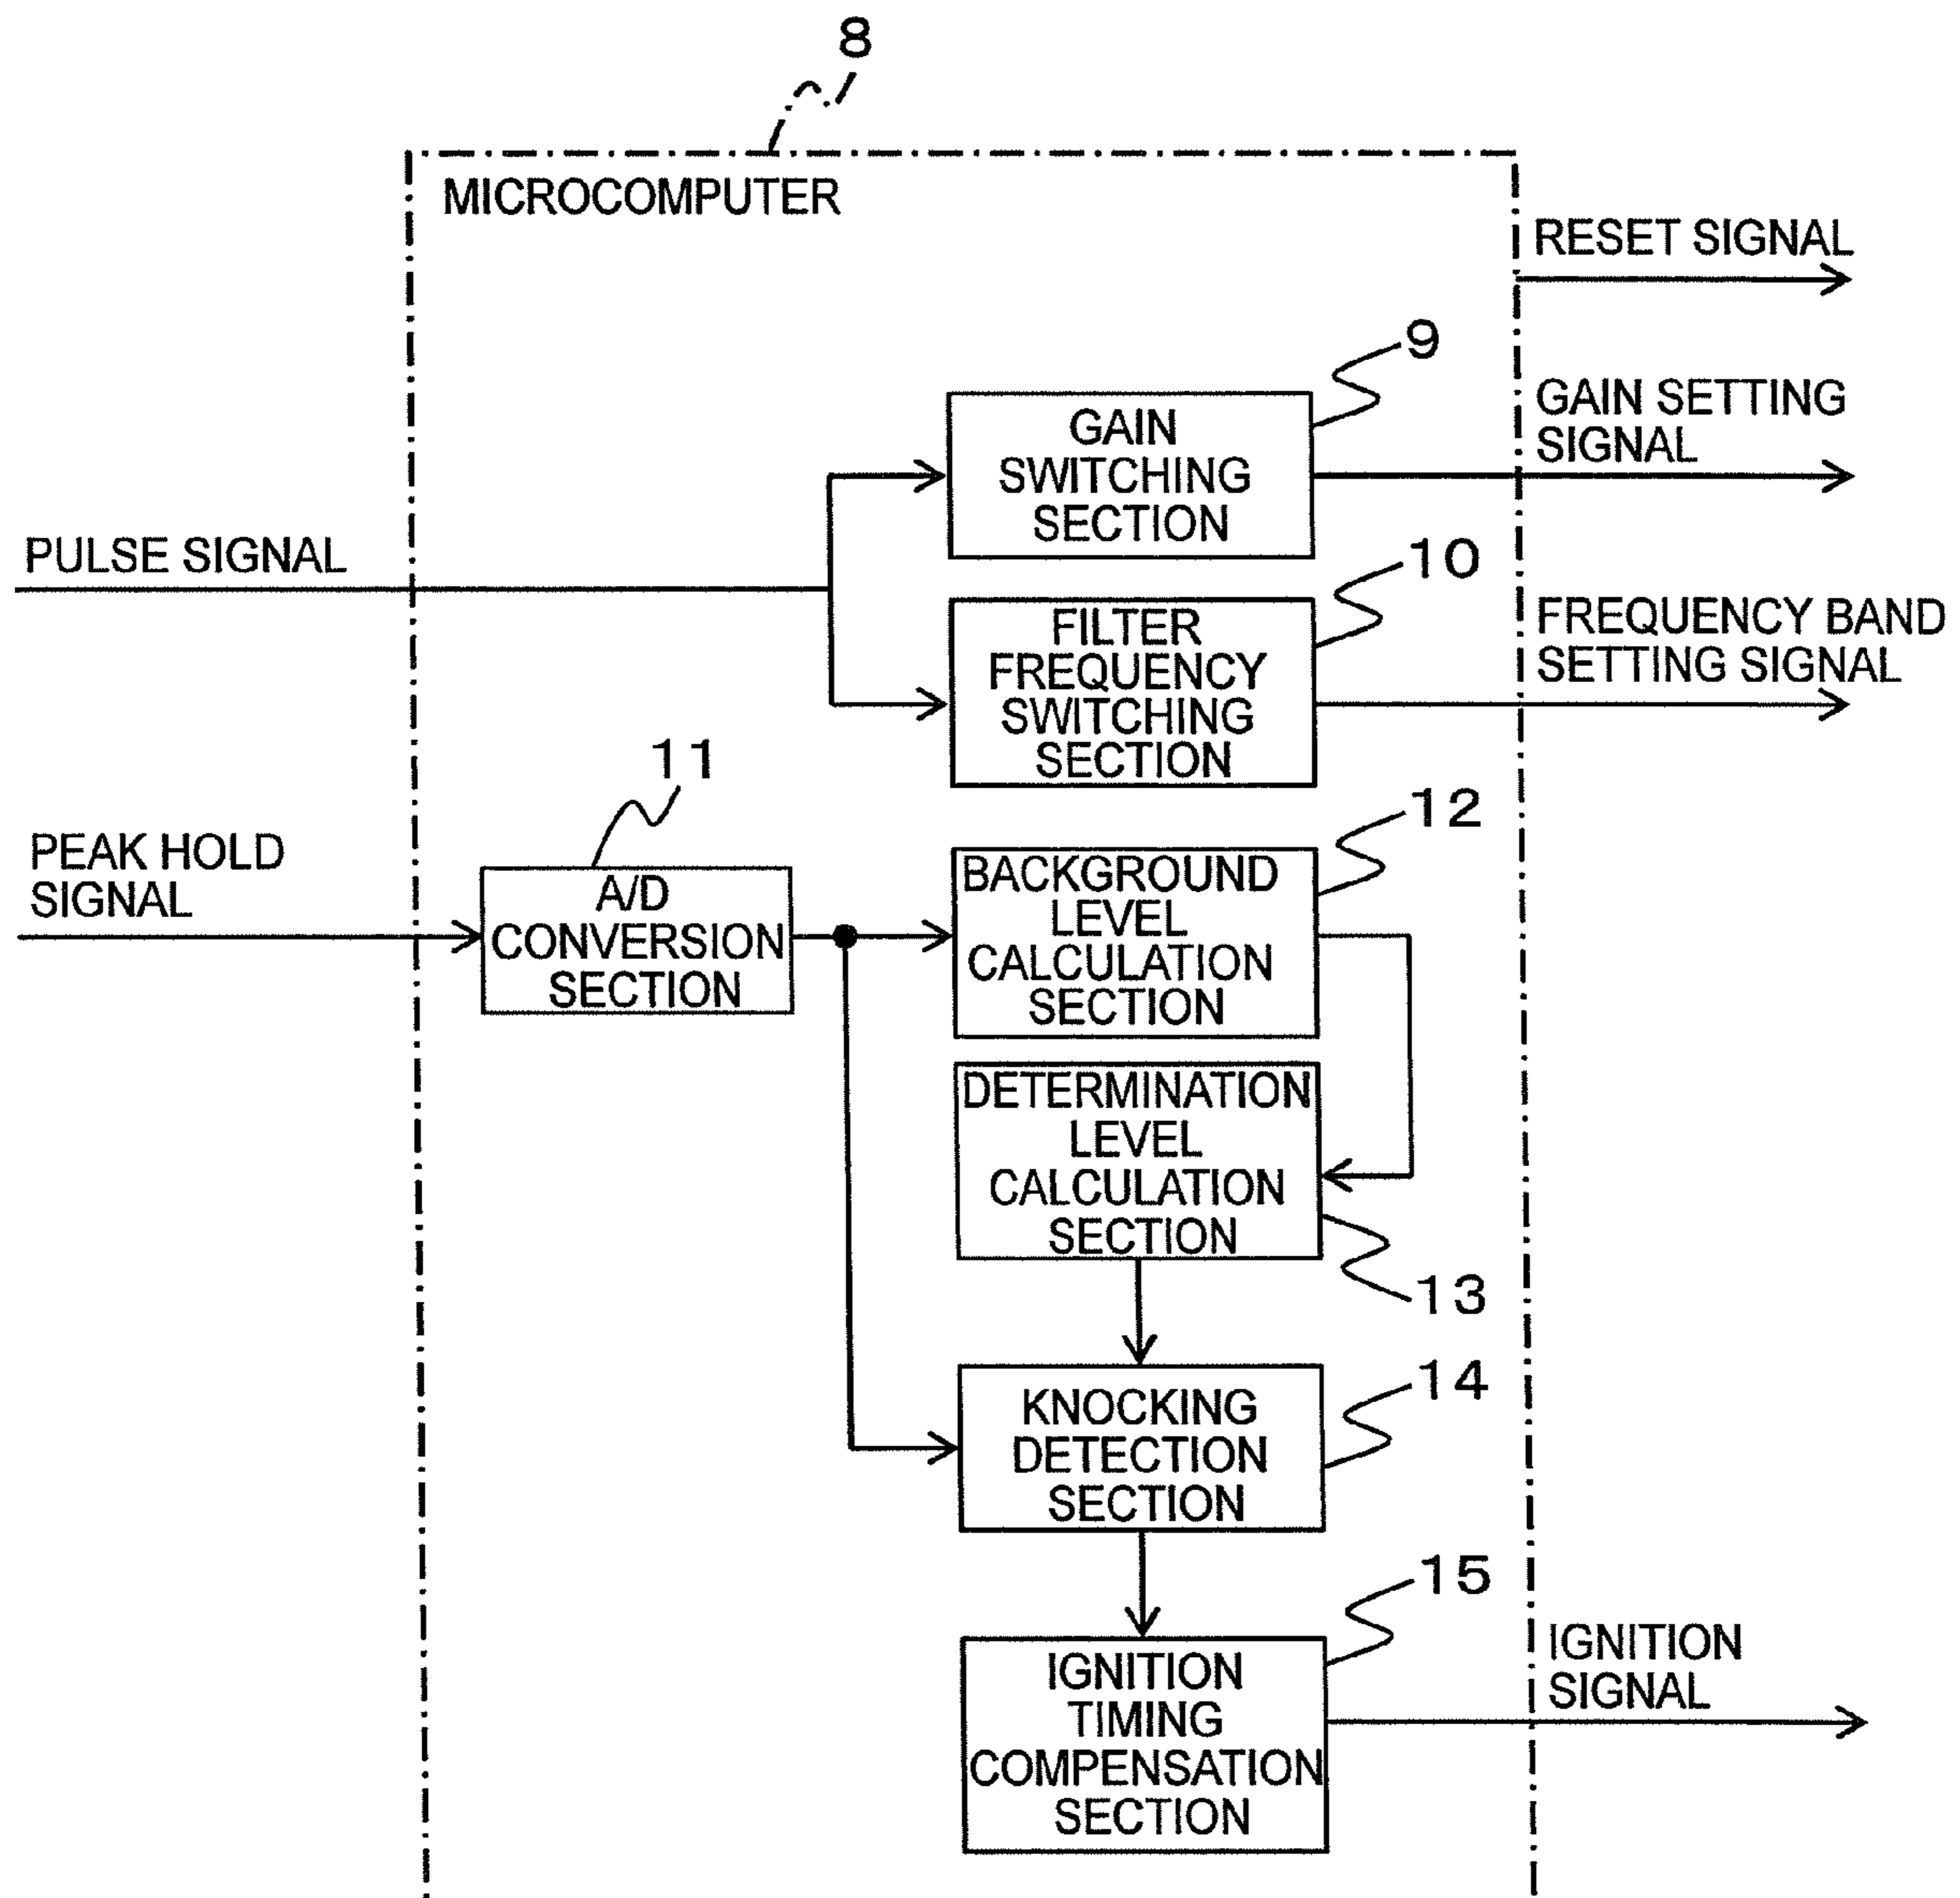 8
MICROCOMPUTER
RESET SIGNAL
9
GAIN SETTING
SIGNAL
GAIN
SWITCHING
SECTION
PULSE SIGNAL
10
FILTER
FREQUENCY
SWITCHING
SECTION
FREQUENCY BAND
SETTING SIGNAL
11
PEAK HOLD
SIGNAL
A/D
CONVERSION
SECTION
12
BACKGROUND
LEVEL
CALCULATION
SECTION
DETERMINATION
LEVEL
CALCULATION
SECTION
13
14
KNOCKING
DETECTION
SECTION
15
IGNITION
TIMING
COMPENSATION
SECTION
IGNITION
SIGNAL